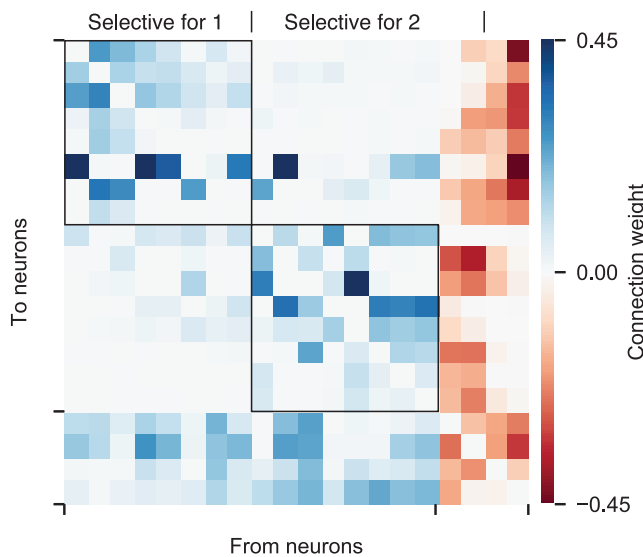 Selective for 1
Selective for 2
0.45
0.00
−0.45
Connection weight
To neurons
From neurons